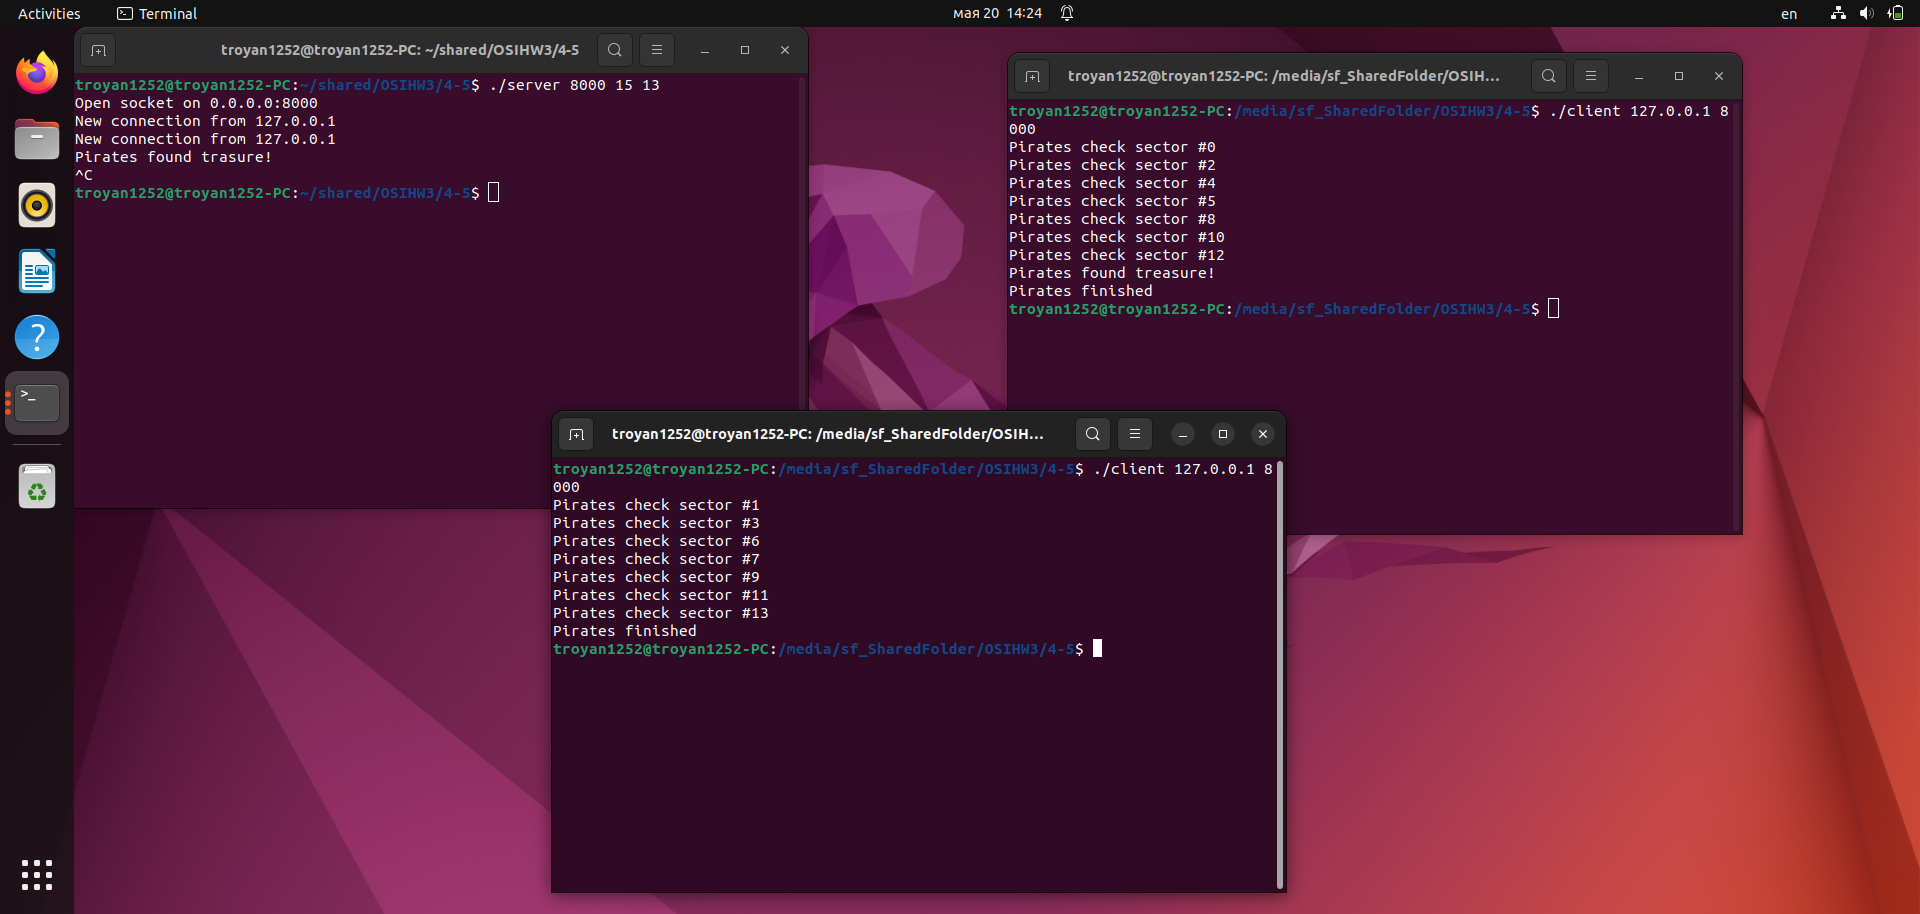 Activities
Terminal
мая 20 14:24
en
troyan1252@troyan1252-PC: ~/shared/OSIHW3/4-5
troyan1252@troyan1252-PC:~/shared/OSIHW3/4-5$ ./server 8000 15 13
Open socket on 0.0.0.0:8000
New connection from 127.0.0.1
New connection from 127.0.0.1
Pirates found trasure!
^C
troyan1252@troyan1252-PC:~/shared/OSIHW3/4-5$
troyan1252@troyan1252-PC: /media/sf_SharedFolder/OSIH...
troyan1252@troyan1252-PC:/media/sf_SharedFolder/OSIHW3/4-5$ ./client 127.0.0.1 8
000
Pirates check sector #0
Pirates check sector #2
Pirates check sector #4
Pirates check sector #5
Pirates check sector #8
Pirates check sector #10
Pirates check sector #12
Pirates found treasure!
Pirates finished
troyan1252@troyan1252-PC:/media/sf_SharedFolder/OSIHW3/4-5$
troyan1252@troyan1252-PC: /media/sf_SharedFolder/OSIH...
troyan1252@troyan1252-PC:/media/sf_SharedFolder/OSIHW3/4-5$ ./client 127.0.0.1 8
000
Pirates check sector #1
Pirates check sector #3
Pirates check sector #6
Pirates check sector #7
Pirates check sector #9
Pirates check sector #11
Pirates check sector #13
Pirates finished
troyan1252@troyan1252-PC:/media/sf_SharedFolder/OSIHW3/4-5$